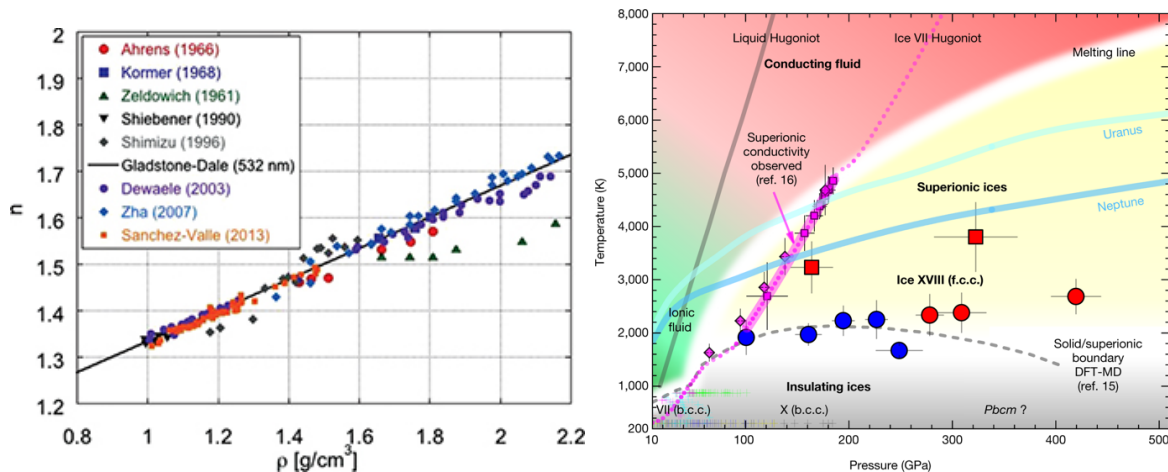 2
1.9
1.8
1.7
1.6
1.5
1.4
1.3
1.2
n
Ahrens (1966)
Kormer (1968)
Zeldowich (1961)
Shiebener (1990)
Shimizu (1996)
Gladstone-Dale (532 nm)
Dewaele (2003)
Zha (2007)
Sanchez-Valle (2013)
0.8 1 1.2 1.4 1.6 1.8 2 2.2
ρ [g/cm³]
8,000
7,000
6,000
5,000
4,000
3,000
2,000
1,000
200
Temperature (K)
Liquid Hugoniot
Ice VII Hugoniot
Conducting fluid
Melting line
Superionic
conductivity
observed
(ref. 16)
Uranus
Superionic ices
Neptune
Ice XVIII (f.c.c.)
Ionic
fluid
Solid/superionic
boundary
DFT-MD
(ref. 15)
Insulating ices
VII (b.c.c.)
X (b.c.c.)
Pbcm ?
10 100 200 300 400 500
Pressure (GPa)